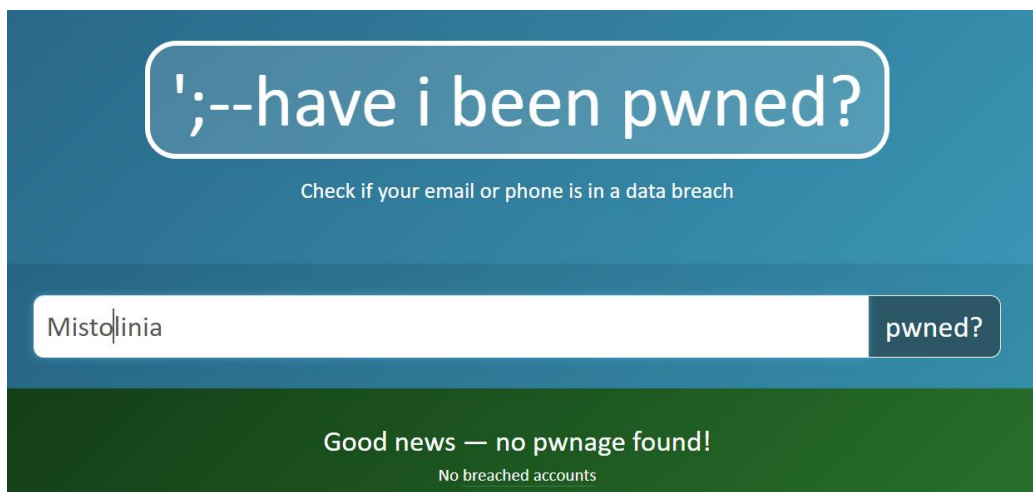 ';--have i been pwned?
Check if your email or phone is in a data breach
Mistolinia
pwned?
Good news — no pwnage found!
No breached accounts